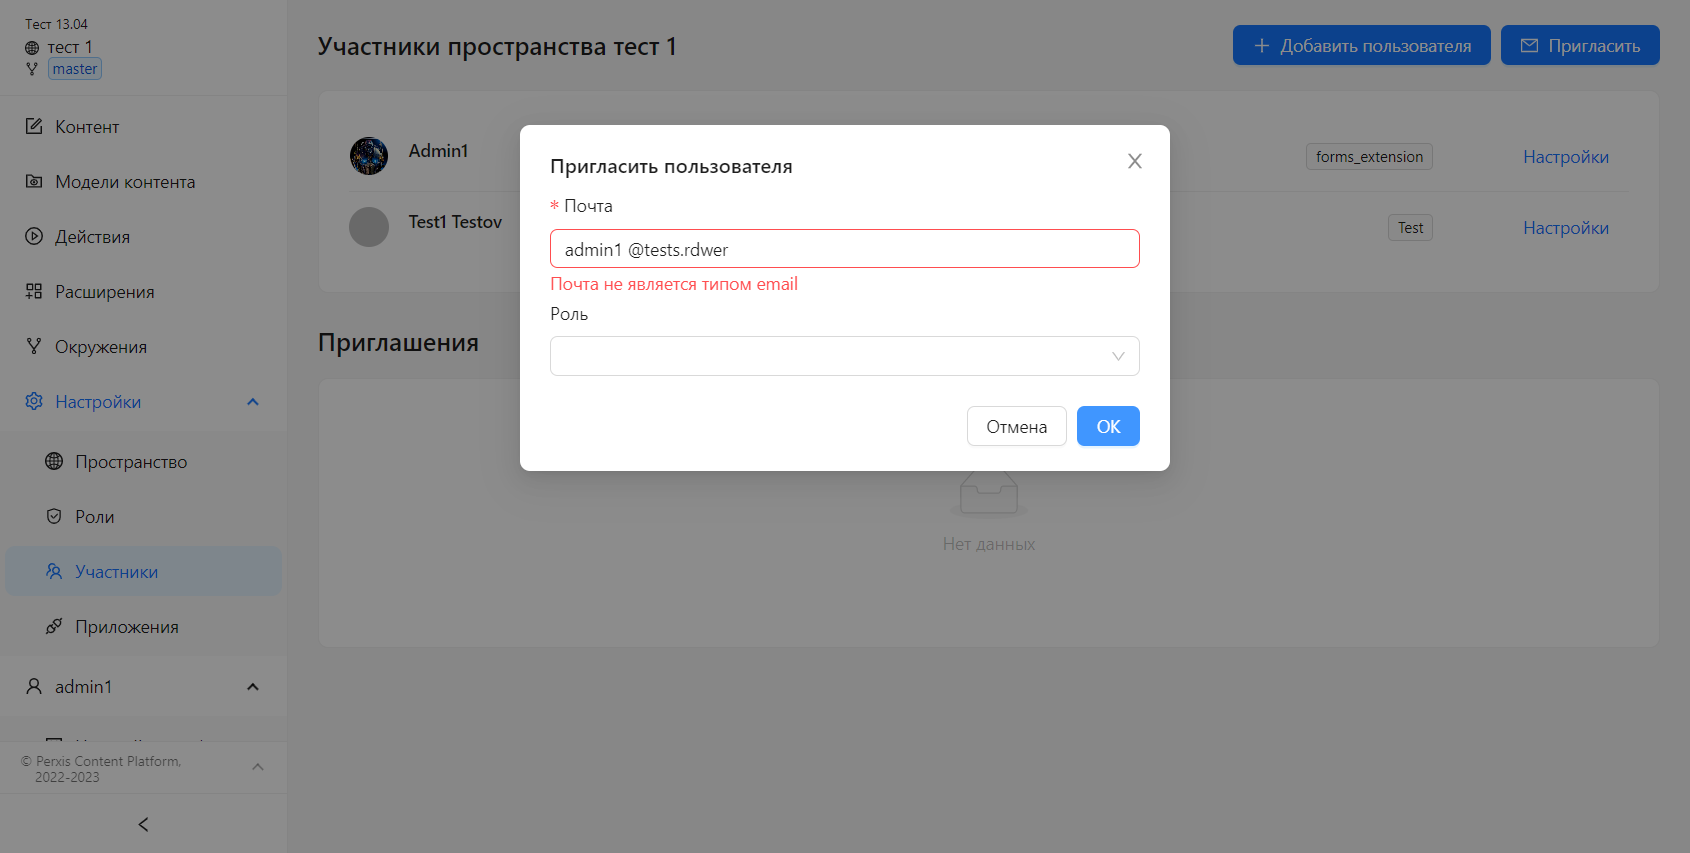 Тест 13.04
тест 1
master
Контент
Модели контента
Действия
Расширения
Окружения
Настройки
Пространство
Роли
Участники
Приложения
admin1
© Perxis Content Platform,
2022-2023
Участники пространства тест 1
Добавить пользователя
Пригласить
Admin1
forms_extension
Настройки
Test1 Testov
Test
Настройки
Приглашения
Нет данных
Пригласить пользователя
* Почта
admin1 @tests.rdwer
Почта не является типом email
Роль
Отмена
ОК